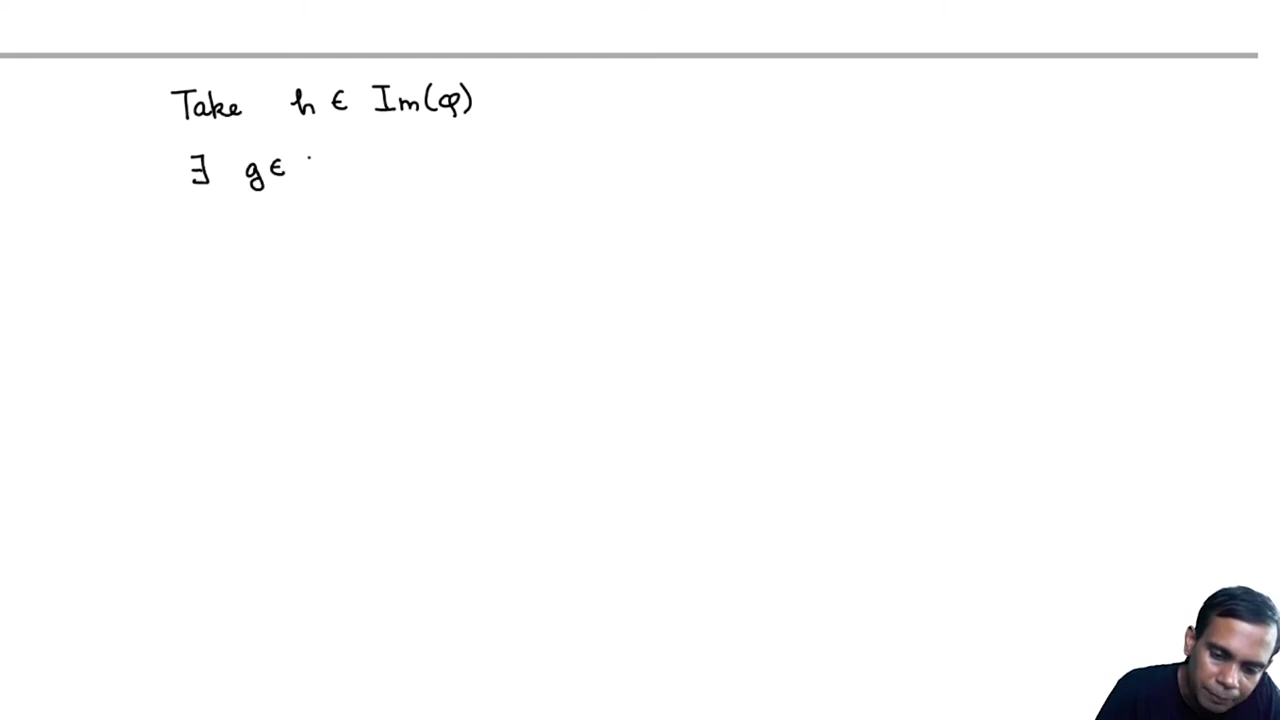 Take h ∈ Im(φ)
∃ g ∈